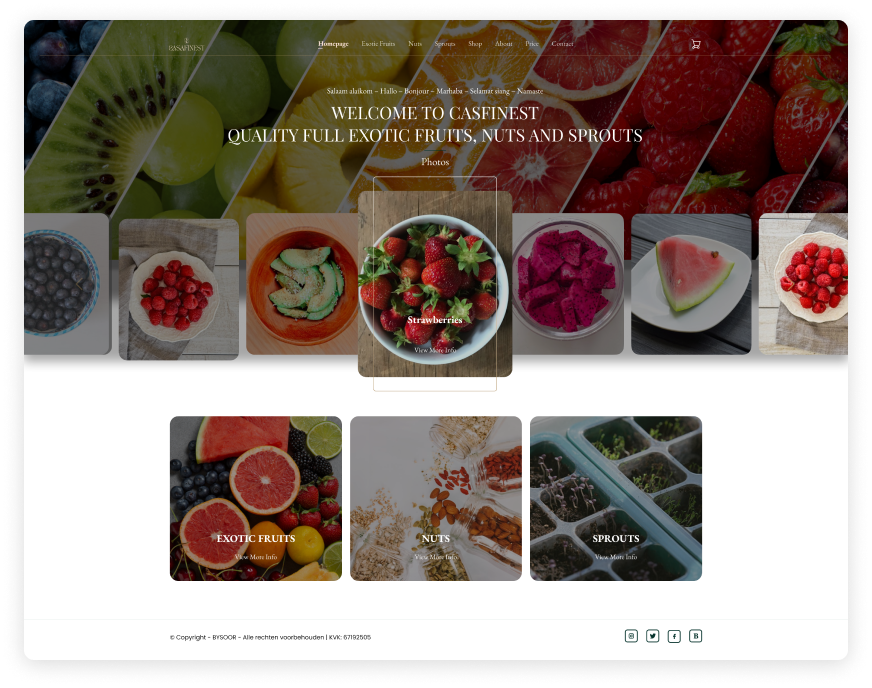 CASAFINEST
Homepage Exotic Fruits Nuts Sprouts Shop About Price Contact
Salaam alaikom – Hallo – Bonjour – Marhaba – Selamat siang – Namaste
WELCOME TO CASFINEST
QUALITY FULL EXOTIC FRUITS, NUTS AND SPROUTS
Photos
Strawberries
View More Info
EXOTIC FRUITS
View More Info
NUTS
View More Info
SPROUTS
View More Info
© Copyright - BYSOOR - Alle rechten voorbehouden | KVK: 67192505